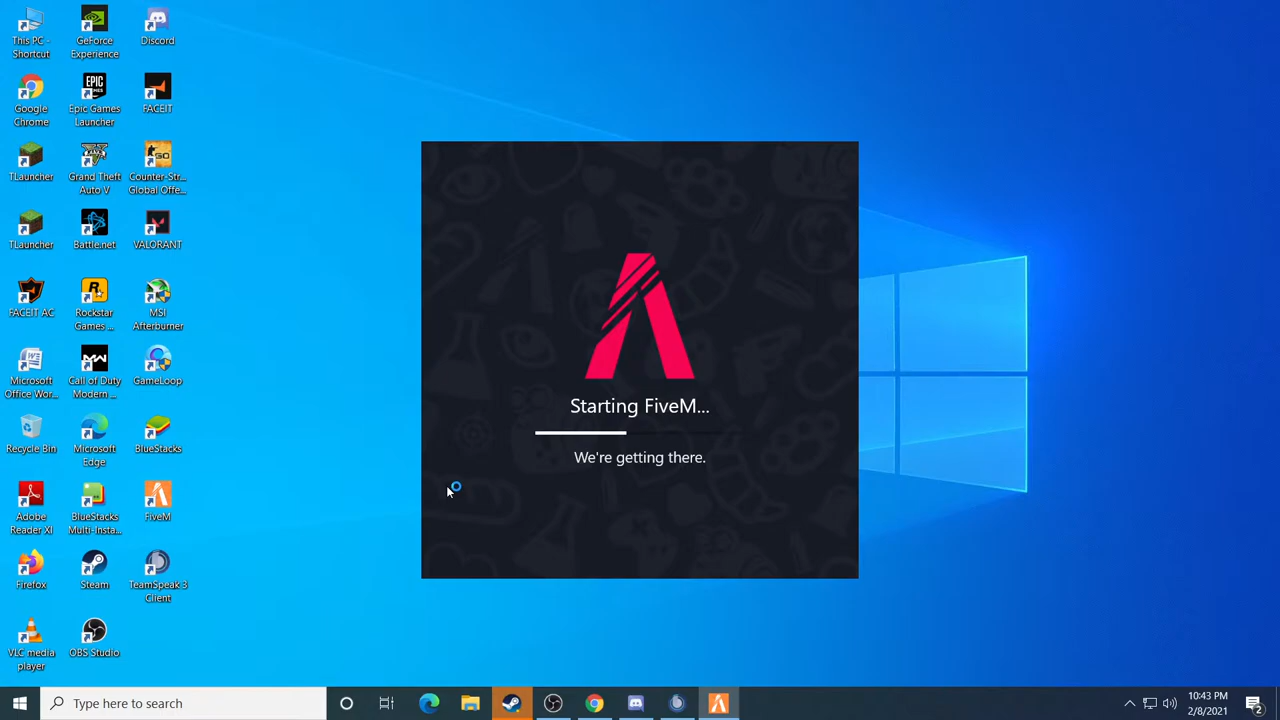 This PC -
Shortcut
GeForce
Experience
Discord
Google
Chrome
EPIC
GAMES
Epic Games
Launcher
FACEIT
TLauncher
Grand Theft
Auto V
GO
Counter-Str...
Global Offe...
TLauncher
Battle.net
VALORANT
FACEIT AC
Rockstar
Games ...
MSI
Afterburner
Microsoft
Office Wor...
Call of Duty
Modern ...
GameLoop
Recycle Bin
Microsoft
Edge
BlueStacks
Adobe
Reader XI
BlueStacks
Multi-Insta...
FiveM
Firefox
Steam
TeamSpeak 3
Client
VLC media
player
OBS Studio
Starting FiveM...
We're getting there.
Type here to search
10:43 PM
2/8/2021
2